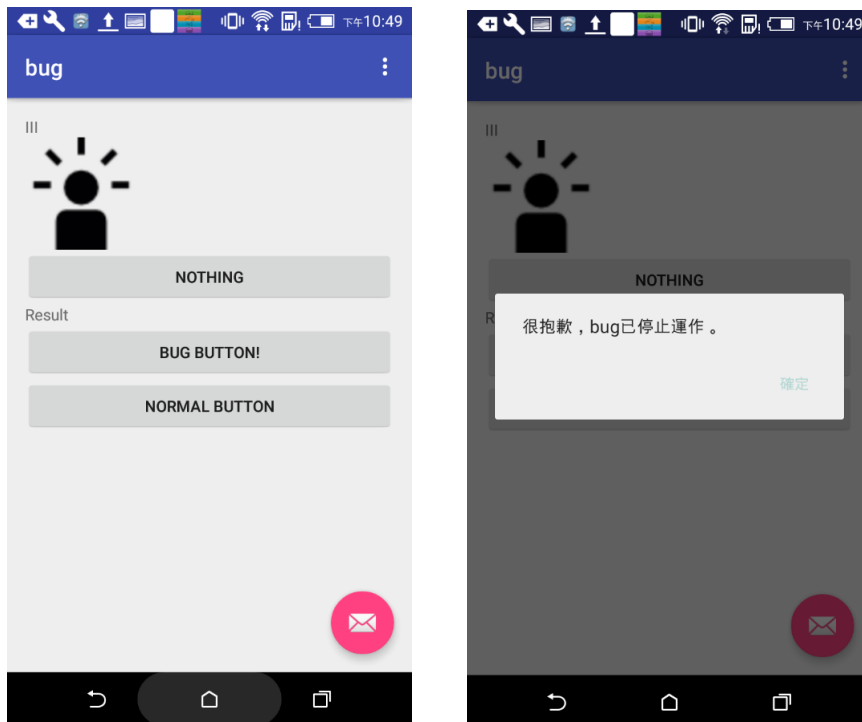 下午10:49
bug
III
NOTHING
Result
BUG BUTTON!
NORMAL BUTTON
下午10:49
bug
III
NOTHING
R
很抱歉，bug已停止運作。
確定